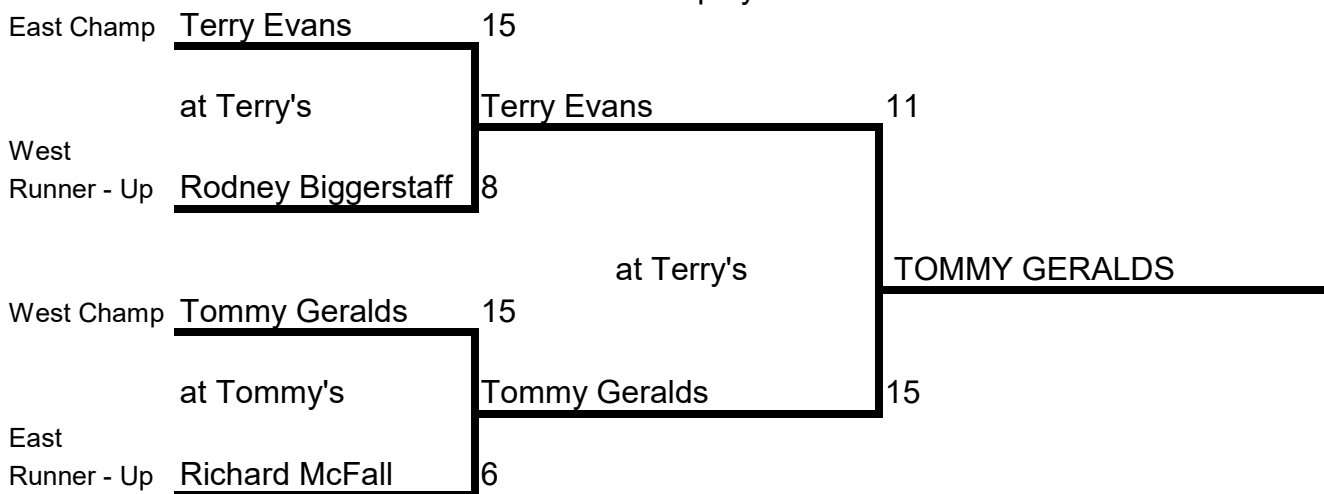 East Champ Terry Evans 15
at Terry's Terry Evans 11
West
Runner - Up Rodney Biggerstaff 8
at Terry's TOMMY GERALDS
West Champ Tommy Geralds 15
at Tommy's Tommy Geralds 15
East
Runner - Up Richard McFall 6